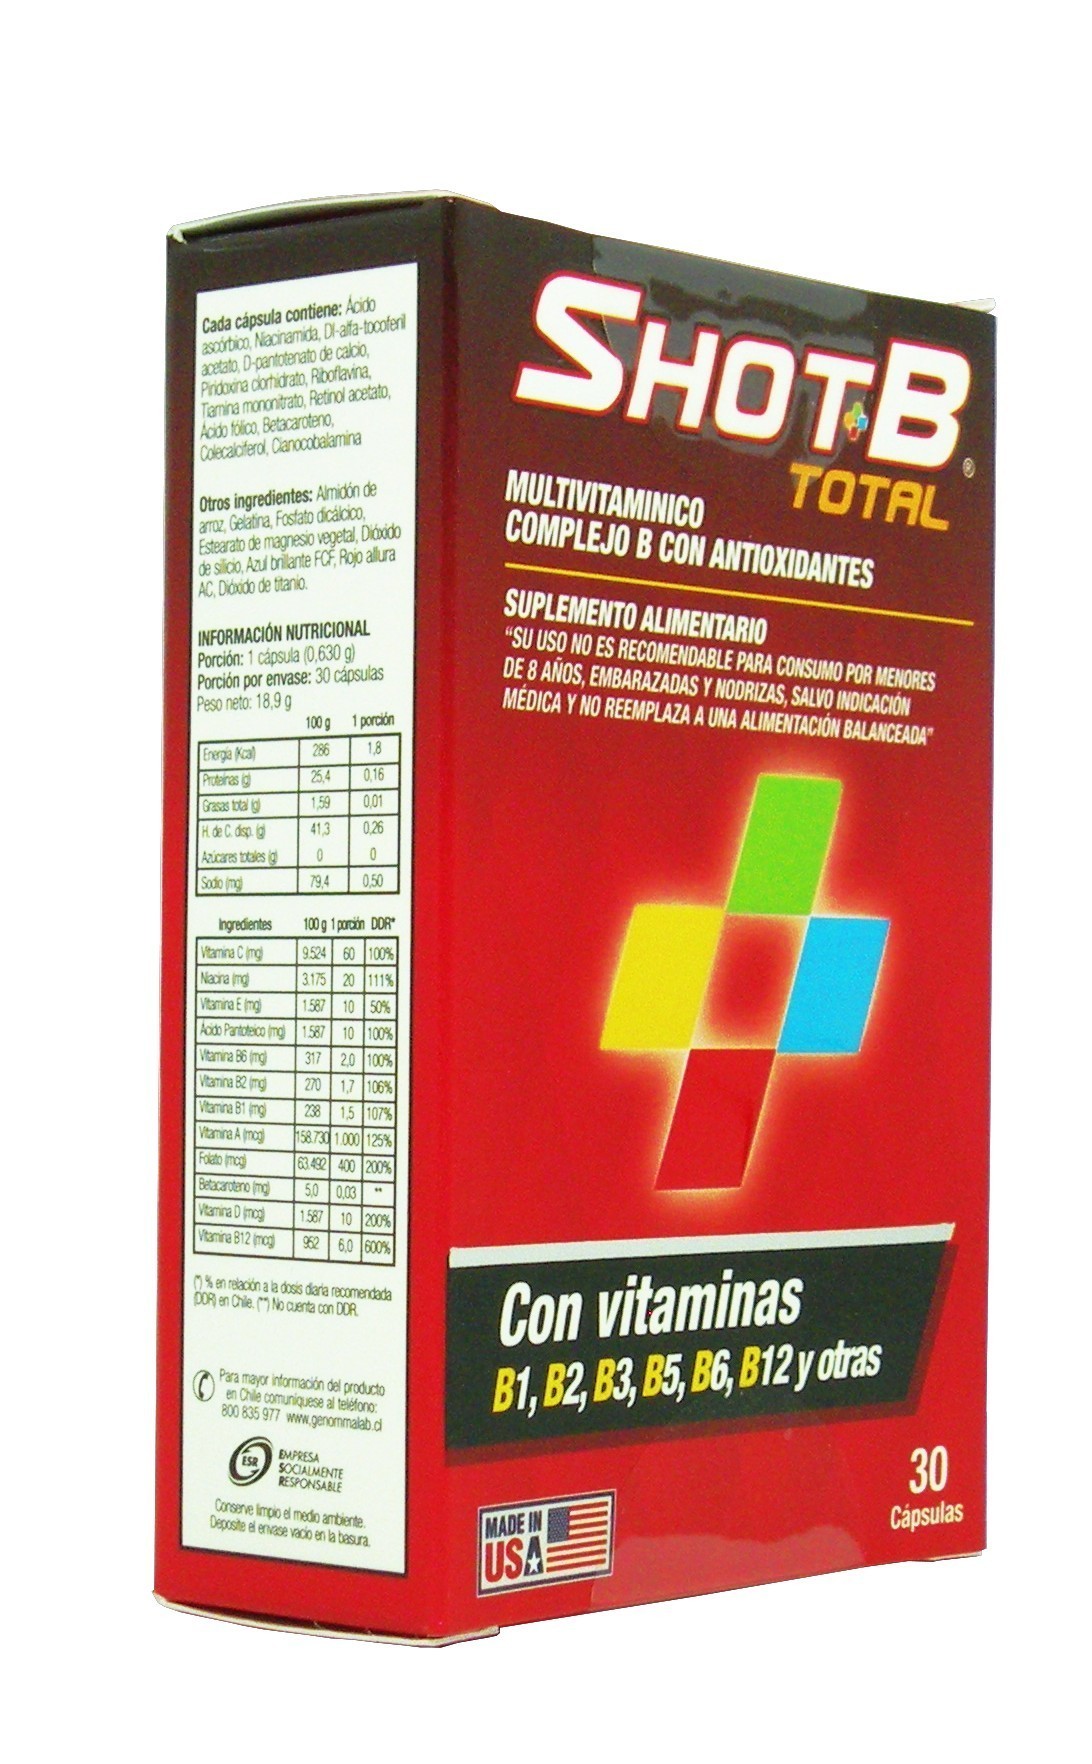 Cada cápsula contiene: Ácido
ascórbico, Niacinamida, Dl-alfa-tocoferil
acetato, D-pantotenato de calcio,
Piridoxina clorhidrato, Riboflavina,
Tiamina mononitrato, Retinol acetato,
Ácido fólico, Betacaroteno,
Colecalciferol, Cianocobalamina
Otros ingredientes: Almidón de
arroz, Gelatina, Fosfato dicálcico,
Estearato de magnesio vegetal, Dióxido
de silicio, Azul brillante FCF, Rojo allura
AC, Dióxido de titanio.
INFORMACIÓN NUTRICIONAL
Porción: 1 cápsula (0,630 g)
Porción por envase: 30 cápsulas
Peso neto: 18,9 g
100 g 1 porción
Energía (Kcal) 286 1,8
Proteínas (g) 25,4 0,16
Grasas total (g) 1,59 0,01
H. de C. disp. (g) 41,3 0,26
Azúcares totales (g) 0 0
Sodio (mg) 79,4 0,50
Ingredientes 100 g 1 porción DDR*
Vitamina C (mg) 9.524 60 100%
Niacina (mg) 3.175 20 111%
Vitamina E (mg) 1.587 10 50%
Ácido Pantoteico (mg) 1.587 10 100%
Vitamina B6 (mg) 317 2,0 100%
Vitamina B2 (mg) 270 1,7 106%
Vitamina B1 (mg) 238 1,5 107%
Vitamina A (mcg) 158.730 1.000 125%
Folato (mcg) 63.492 400 200%
Betacaroteno (mg) 5,0 0,03 **
Vitamina D (mcg) 1.587 10 200%
Vitamina B12 (mcg) 952 6,0 600%
(*) % en relación a la dosis diaria recomendada
(DDR) en Chile. (**) No cuenta con DDR.
Para mayor información del producto
en Chile comuníquese al teléfono:
800 835 977 www.genommalab.cl
ESR
EMPRESA
SOCIALMENTE
RESPONSABLE
Conserve limpio el medio ambiente.
Deposite el envase vacío en la basura.
SHOT B ®
TOTAL
MULTIVITAMINICO
COMPLEJO B CON ANTIOXIDANTES
SUPLEMENTO ALIMENTARIO
“SU USO NO ES RECOMENDABLE PARA CONSUMO POR MENORES
DE 8 AÑOS, EMBARAZADAS Y NODRIZAS, SALVO INDICACIÓN
MÉDICA Y NO REEMPLAZA A UNA ALIMENTACIÓN BALANCEADA”
Con vitaminas
B1, B2, B3, B5, B6, B12 y otras
30
Cápsulas
MADE IN
USA